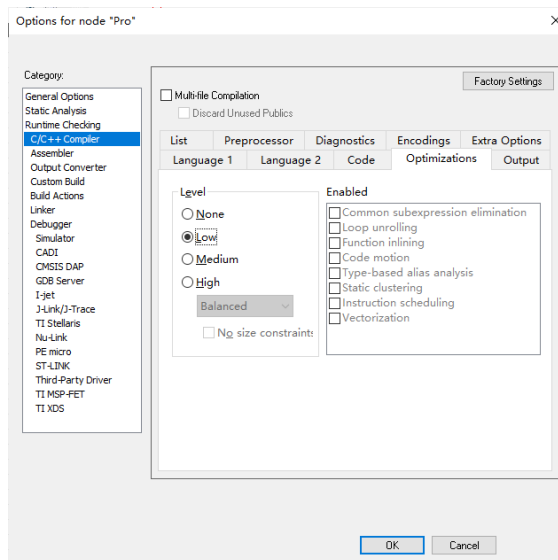 Options for node "Pro"
Category:
General Options
Static Analysis
Runtime Checking
C/C++ Compiler
Assembler
Output Converter
Custom Build
Build Actions
Linker
Debugger
Simulator
CADI
CMSIS DAP
GDB Server
I-jet
J-Link/J-Trace
TI Stellaris
Nu-Link
PE micro
ST-LINK
Third-Party Driver
TI MSP-FET
TI XDS
Factory Settings
Multi-file Compilation
Discard Unused Publics
List Preprocessor Diagnostics Encodings Extra Options
Language 1 Language 2 Code Optimizations Output
Level
None
Low
Medium
High
Balanced
No size constraints
Enabled
Common subexpression elimination
Loop unrolling
Function inlining
Code motion
Type-based alias analysis
Static clustering
Instruction scheduling
Vectorization
OK Cancel